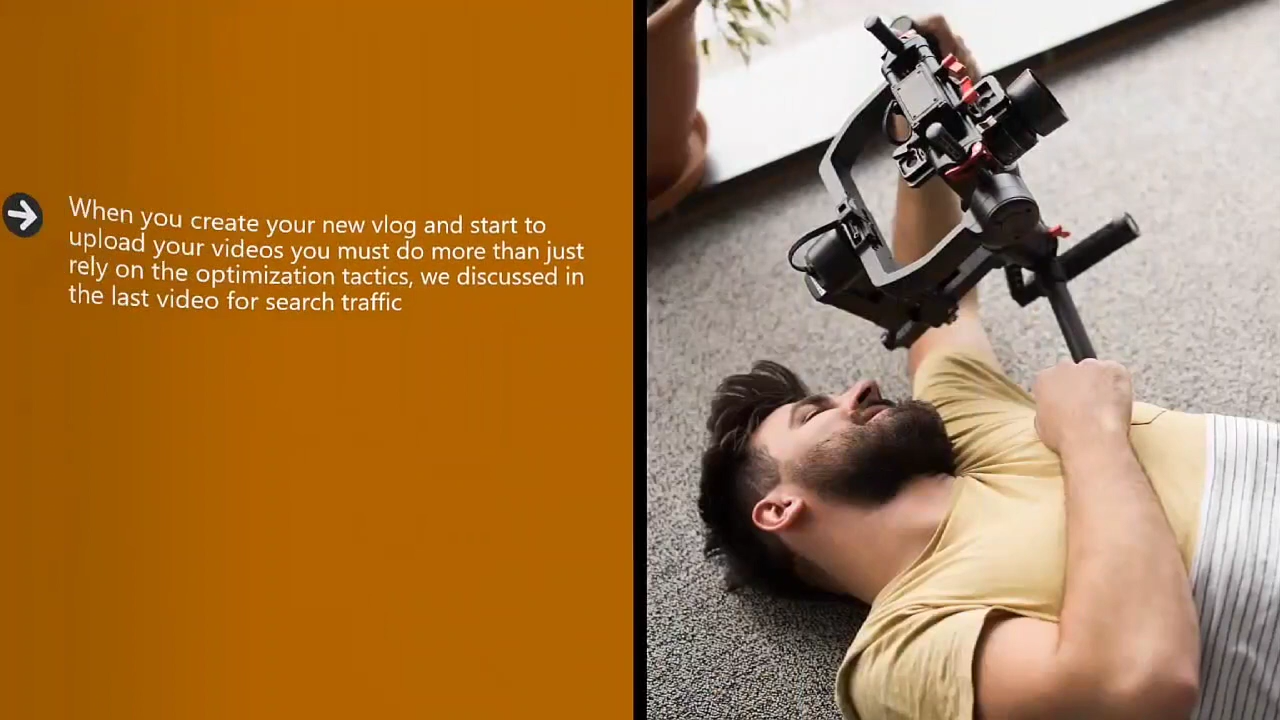 When you create your new vlog and start to
upload your videos you must do more than just
rely on the optimization tactics, we discussed in
the last video for search traffic